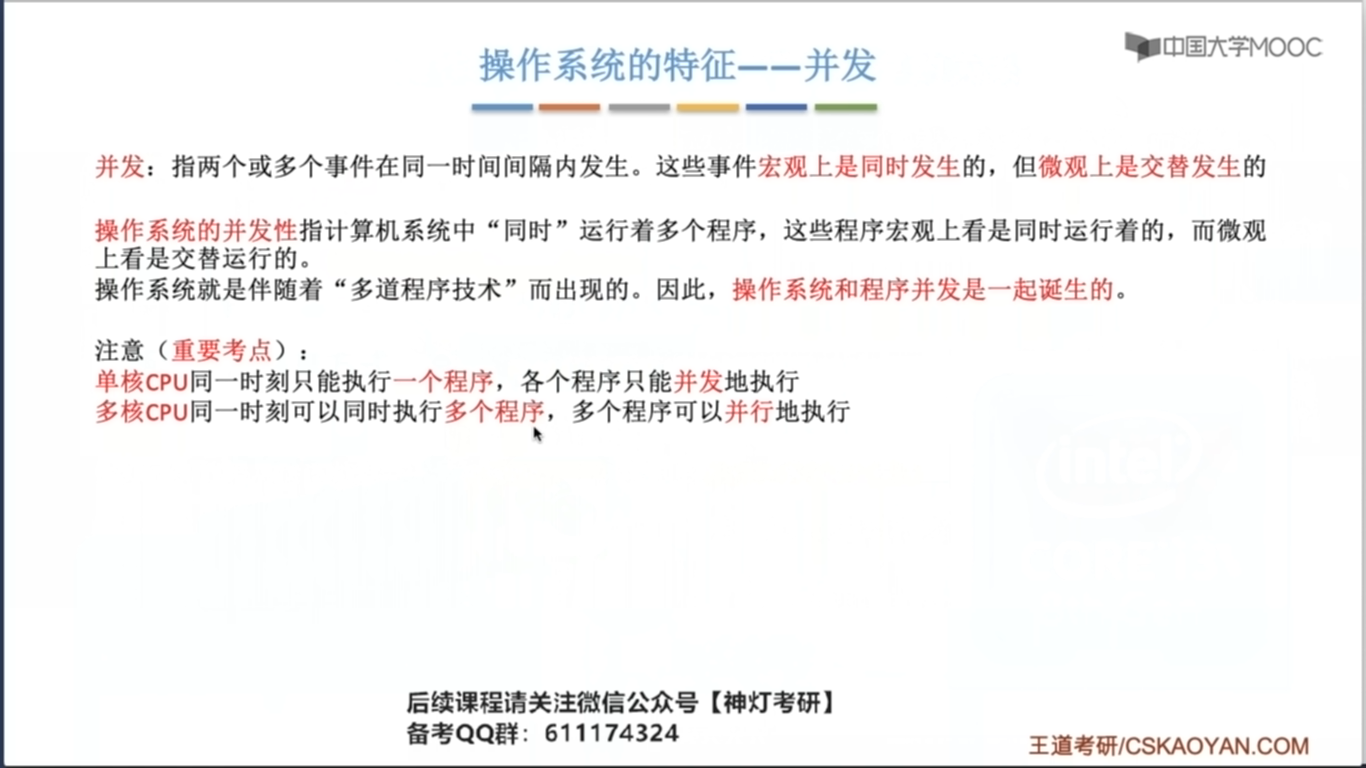 中国大学MOOC
操作系统的特征——并发
并发：指两个或多个事件在同一时间间隔内发生。这些事件宏观上是同时发生的，但微观上是交替发生的
操作系统的并发性指计算机系统中“同时”运行着多个程序，这些程序宏观上看是同时运行着的，而微观
上看是交替运行的。
操作系统就是伴随着“多道程序技术”而出现的。因此，操作系统和程序并发是一起诞生的。
注意（重要考点）：
单核CPU同一时刻只能执行一个程序，各个程序只能并发地执行
多核CPU同一时刻可以同时执行多个程序，多个程序可以并行地执行
intel
后续课程请关注微信公众号【神灯考研】
备考QQ群：611174324
王道考研/CSKAOYAN.COM